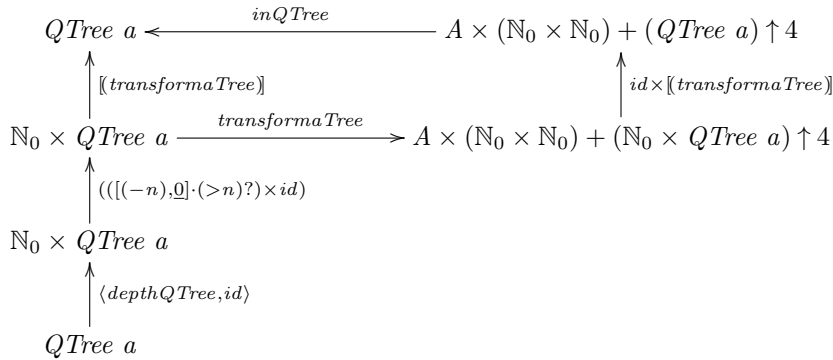 QTree a inQTree A × (ℕ₀ × ℕ₀) + (QTree a) ↑ 4
[(transformaTree)] id×[(transformaTree)]
ℕ₀ × QTree a transformaTree A × (ℕ₀ × ℕ₀) + (ℕ₀ × QTree a) ↑ 4
(([(−n),0]·(>n)?)×id)
ℕ₀ × QTree a
⟨depthQTree,id⟩
QTree a